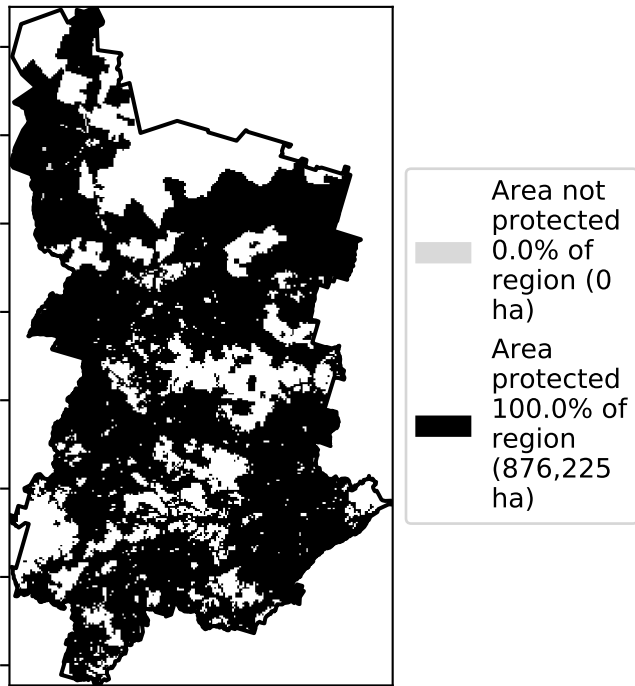 Area not
protected
0.0% of
region (0
ha)
Area
protected
100.0% of
region
(876,225
ha)